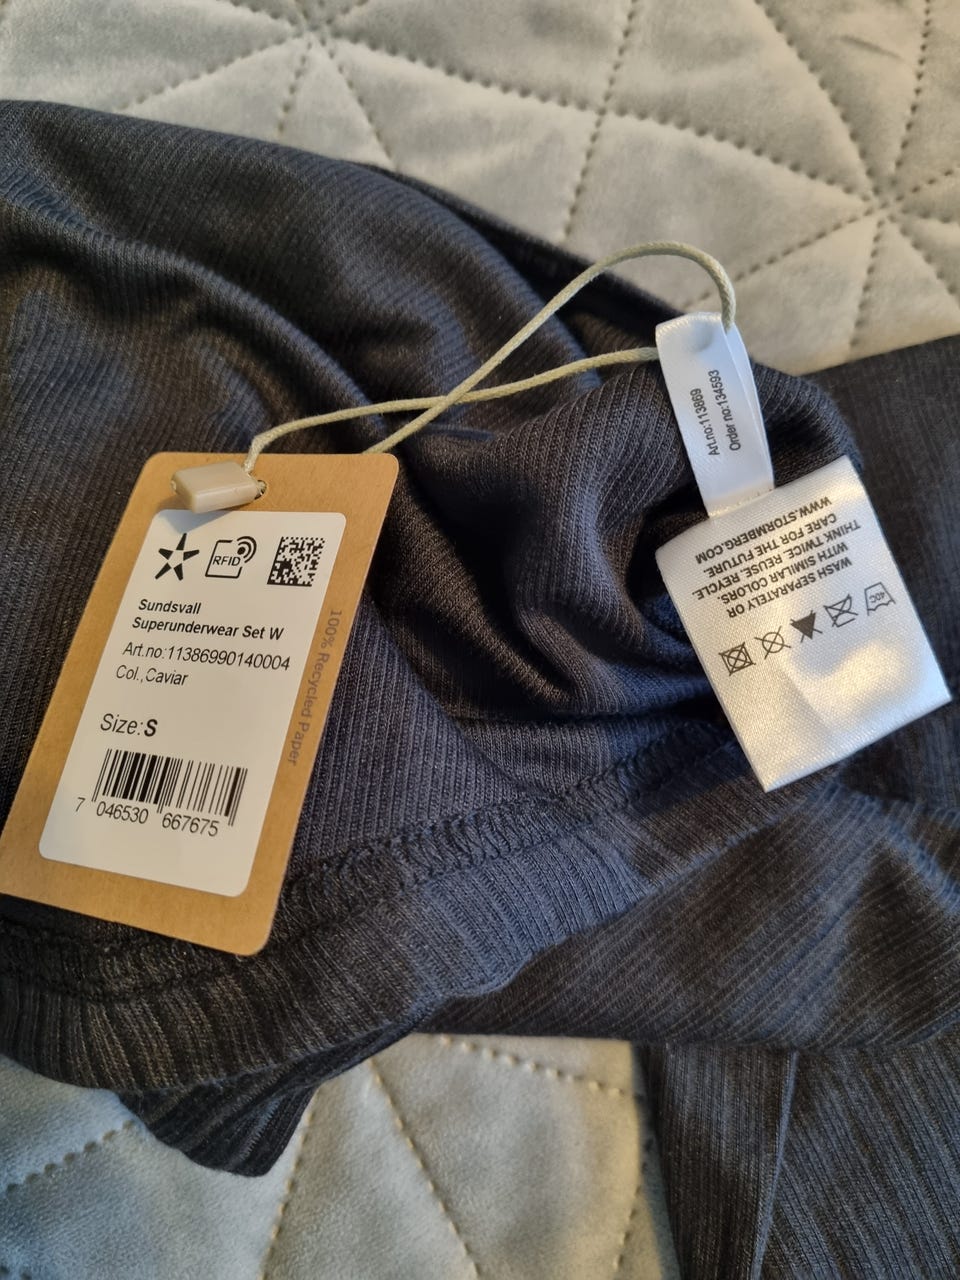 RFID
Sundsvall
Superunderwear Set W
Art.no:11386990140004
Col.,Caviar
Size:S
7 046530 667675
100% Recycled Paper
Art.no:113869
Order no:134593
40C
WASH SEPARATELY OR
WITH SIMILAR COLORS.
THINK TWICE. REUSE. REYCLE.
CARE FOR THE FUTURE.
WWW.STORMBERG.COM